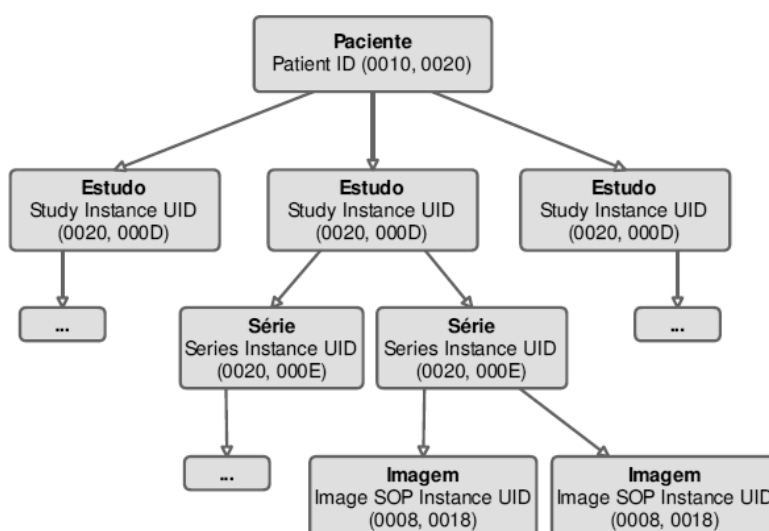 Paciente
Patient ID (0010, 0020)
Estudo
Study Instance UID
(0020, 000D)
Estudo
Study Instance UID
(0020, 000D)
Estudo
Study Instance UID
(0020, 000D)
...
Série
Series Instance UID
(0020, 000E)
Série
Series Instance UID
(0020, 000E)
...
...
Imagem
Image SOP Instance UID
(0008, 0018)
Imagem
Image SOP Instance UID
(0008, 0018)